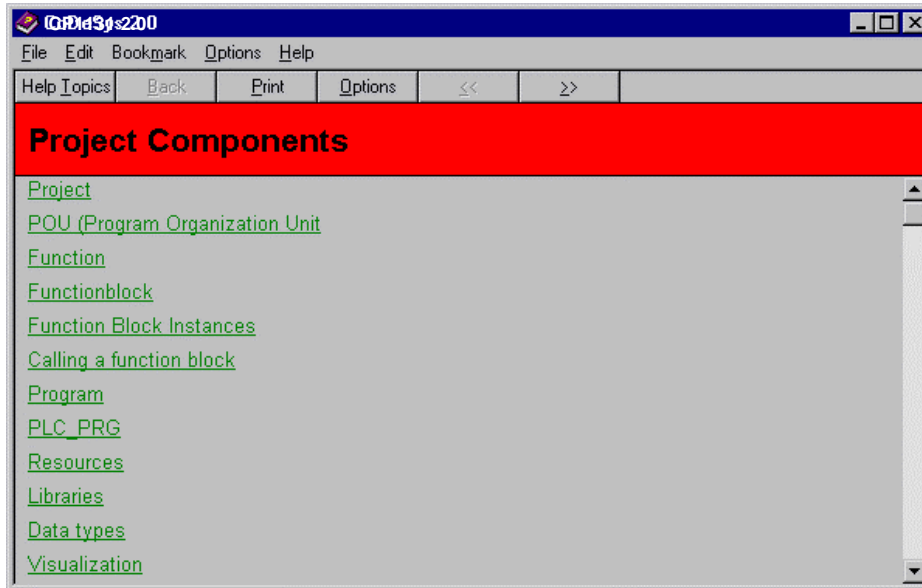 File Edit Bookmark Options Help
Help Topics Back Print Options << >>
Project Components
Project
POU (Program Organization Unit
Function
Functionblock
Function Block Instances
Calling a function block
Program
PLC_PRG
Resources
Libraries
Data types
Visualization